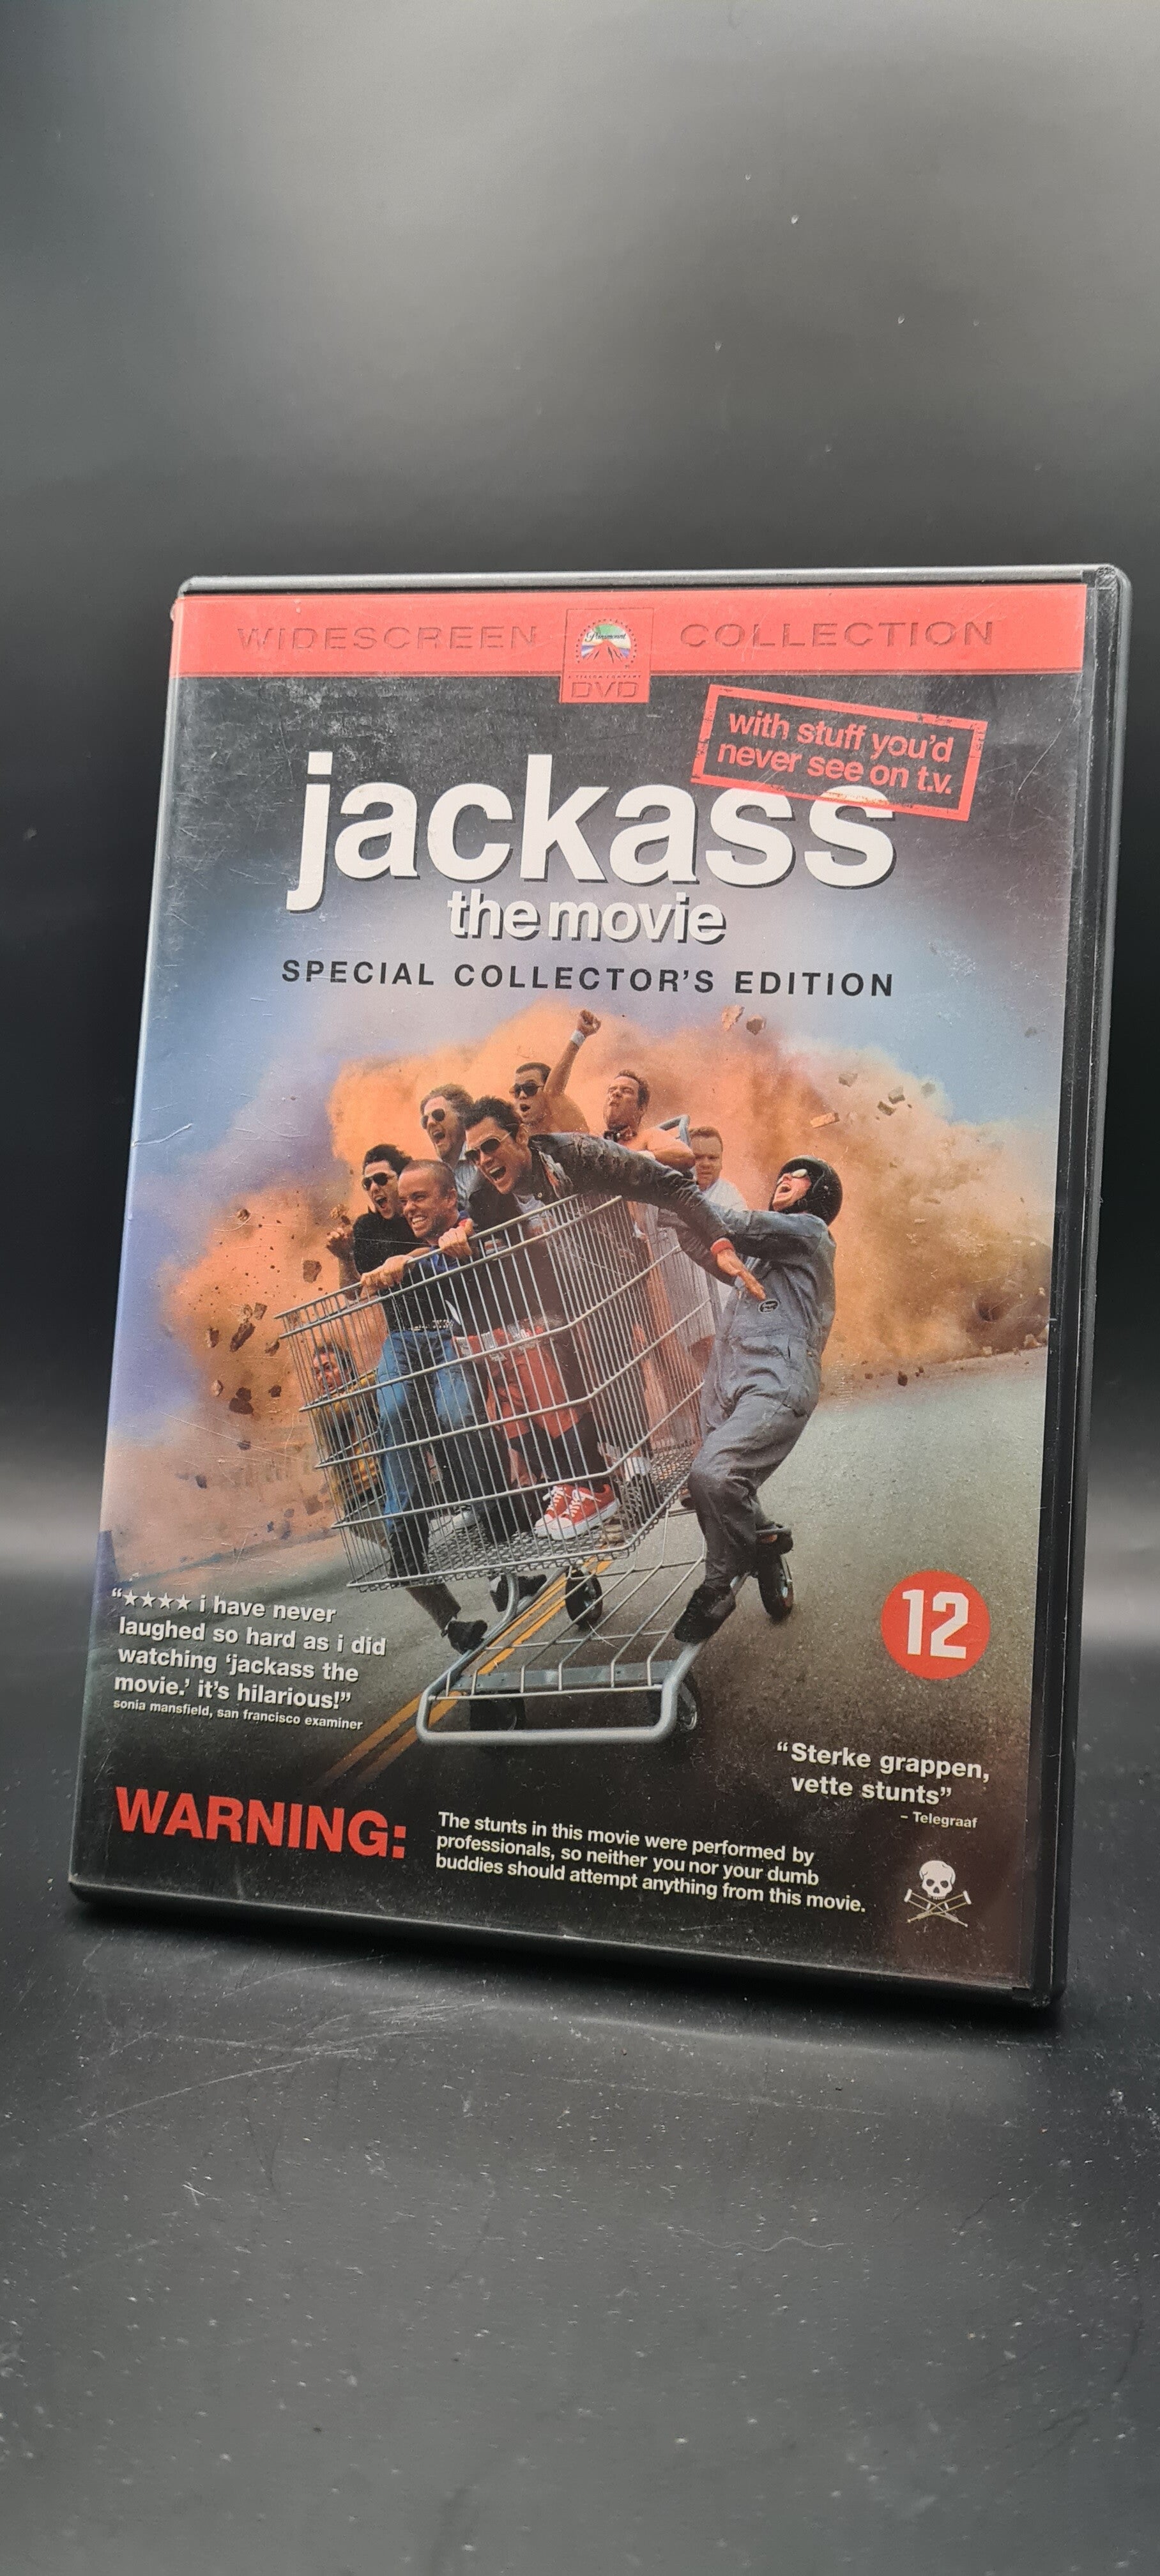 WIDESCREEN COLLECTION
Paramount
DVD
with stuff you'd
never see on t.v.
jackass
the movie
SPECIAL COLLECTOR'S EDITION
“★★★★ i have never
laughed so hard as i did
watching ‘jackass the
movie.’ it's hilarious!”
sonia mansfield, san francisco examiner
12
“Sterke grappen,
vette stunts”
– Telegraaf
WARNING:
The stunts in this movie were performed by
professionals, so neither you nor your dumb
buddies should attempt anything from this movie.